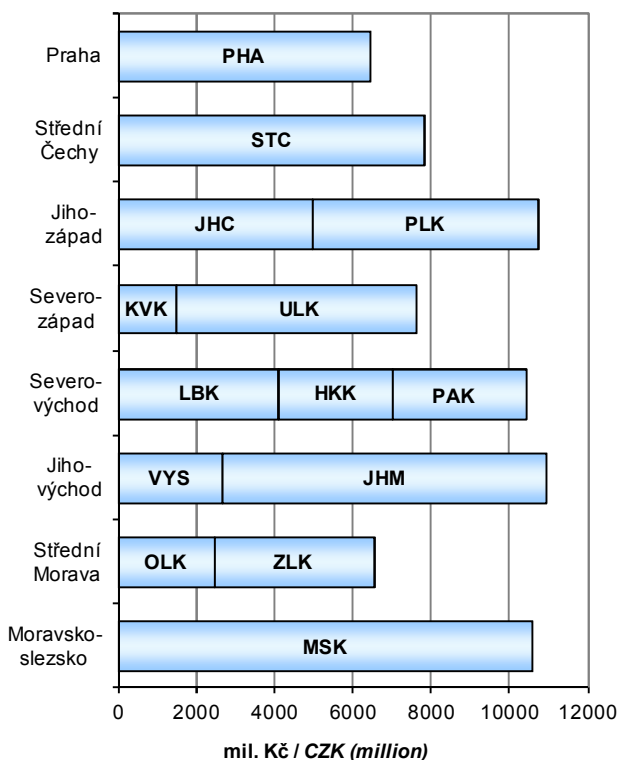 Praha
PHA
Střední
Čechy
STC
Jiho-
západ
JHC PLK
Severo-
západ
KVK ULK
Severo-
východ
LBK HKK PAK
Jiho-
východ
VYS JHM
Střední
Morava
OLK ZLK
Moravsko-
slezsko
MSK
0 2000 4000 6000 8000 10000 12000
mil. Kč / CZK (million)